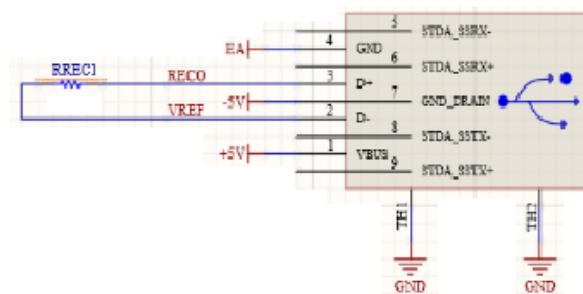 5 STDA_SSRX-
EA 4 GND
6 STDA_SSRX+
RREC1 RECO 3 D+
-5V 7 GND_DRAIN
VREF 2 D-
8 STDA_SSTX-
+5V 1 VBUS
9 STDA_SSTX+
TH1 TH2
GND GND